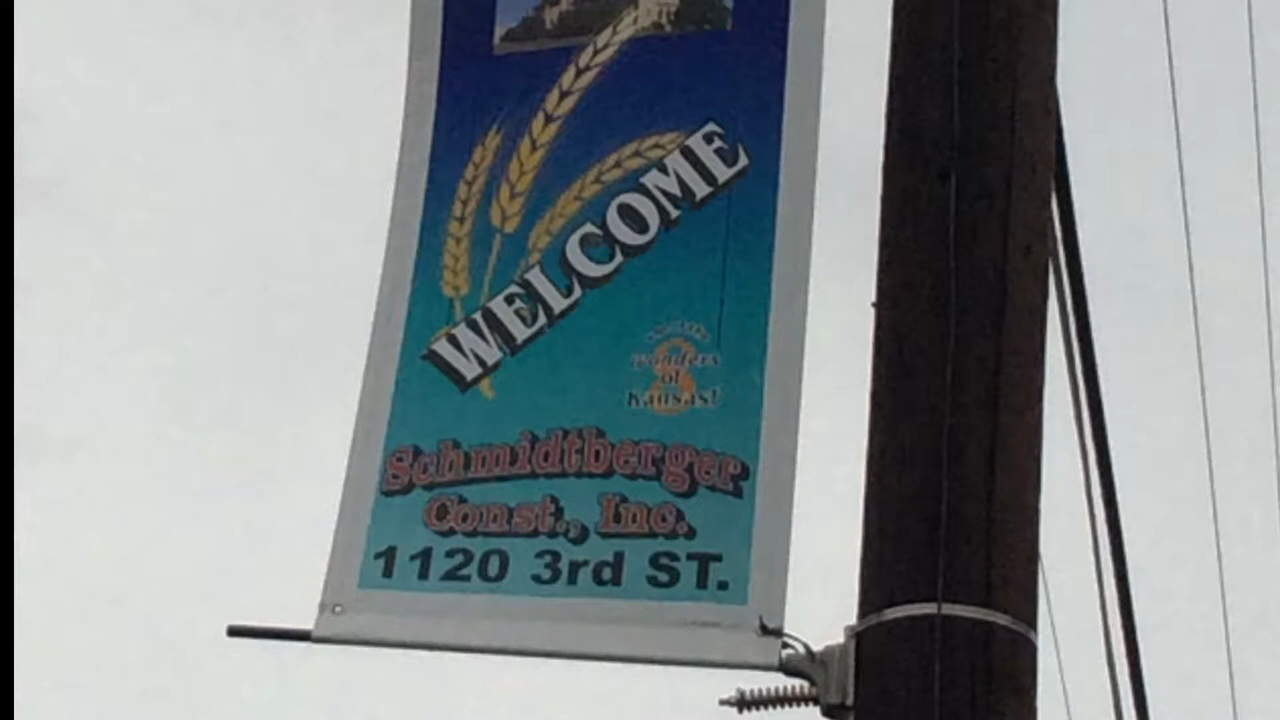 WELCOME
wonders
of
Kansas!
8
Schmidtberger
Const., Inc.
1120 3rd ST.